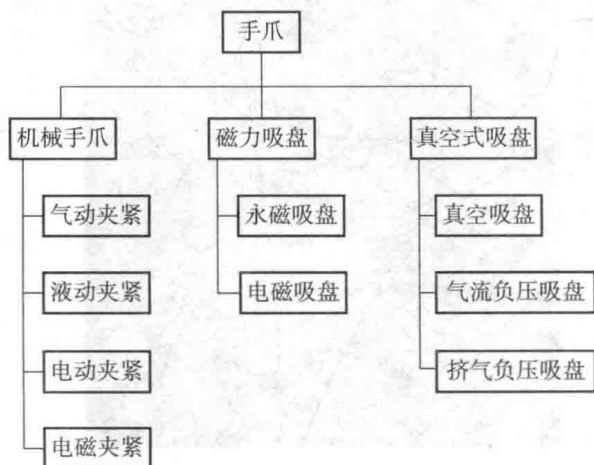 手爪
机械手爪
磁力吸盘
真空式吸盘
气动夹紧
永磁吸盘
真空吸盘
液动夹紧
电磁吸盘
气流负压吸盘
电动夹紧
挤气负压吸盘
电磁夹紧